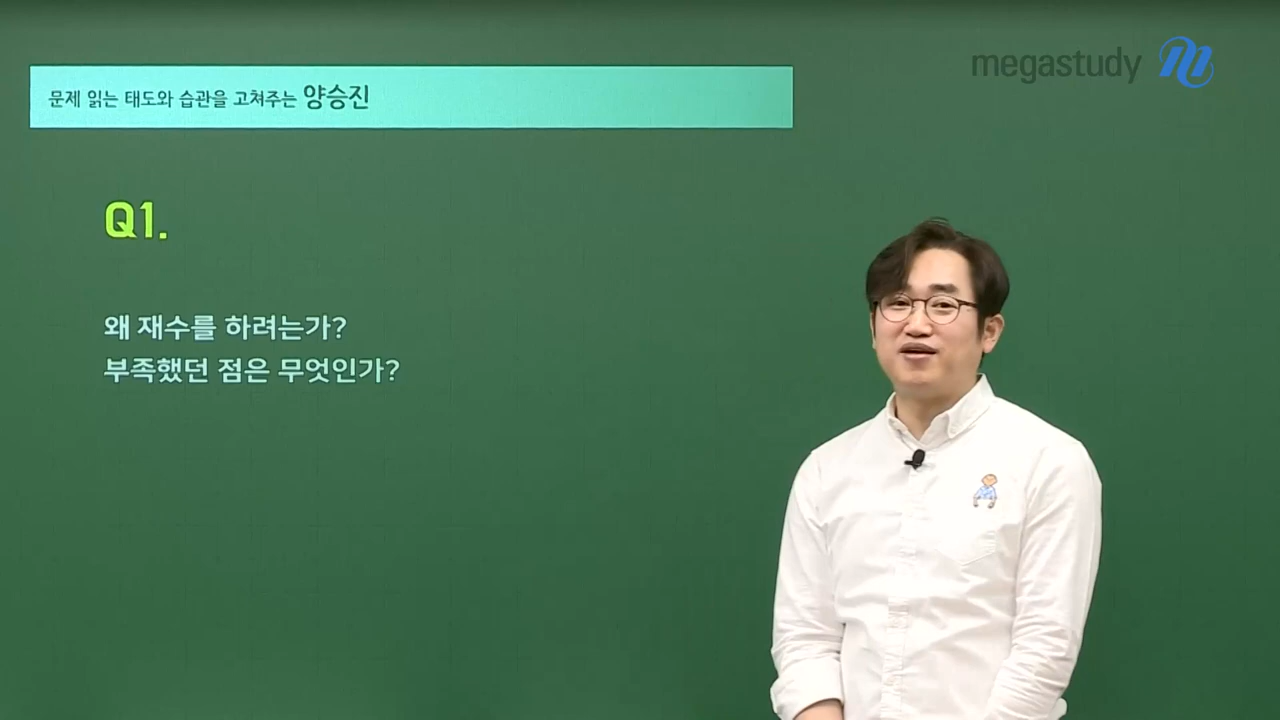 megastudy
문제 읽는 태도와 습관을 고쳐주는 양승진
Q1.
왜 재수를 하려는가?
부족했던 점은 무엇인가?